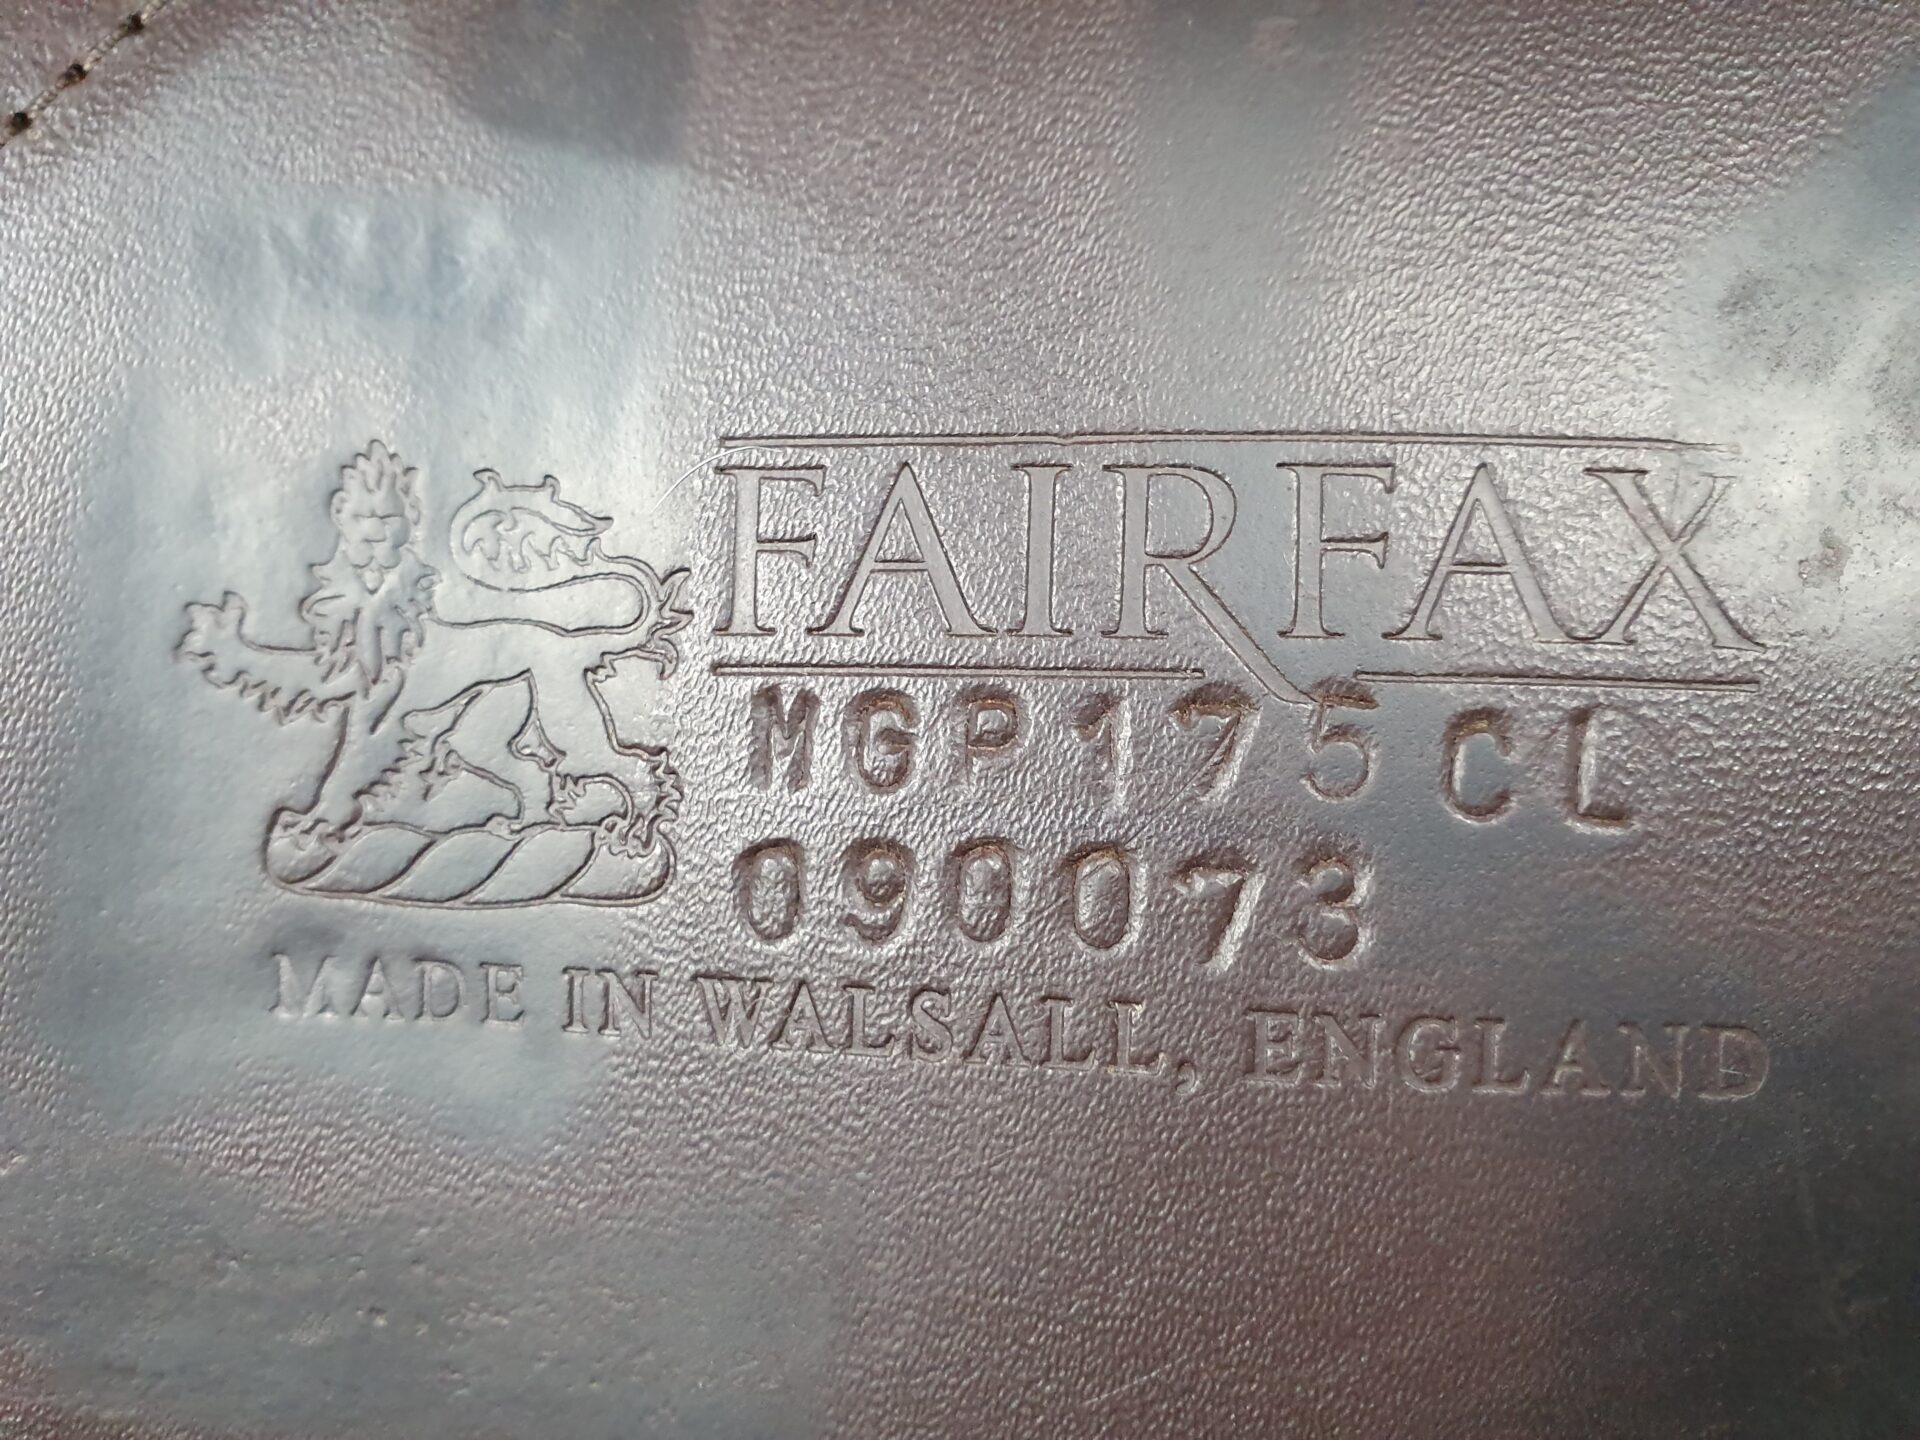 FAIRFAX
MGP175CL
090073
MADE IN WALSALL, ENGLAND